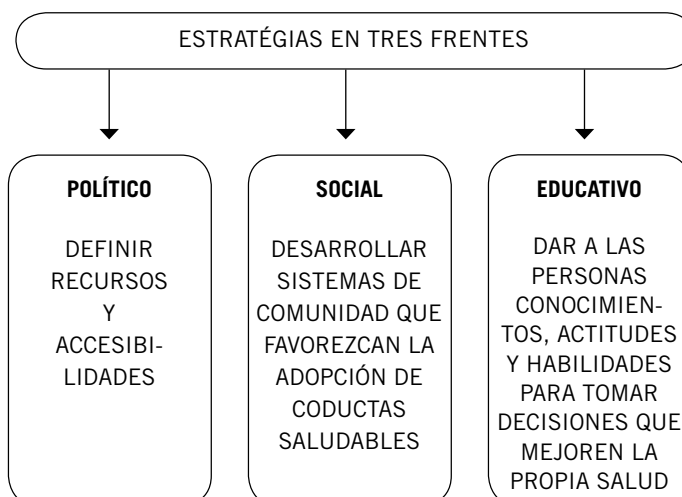 ESTRATÉGIAS EN TRES FRENTES
POLÍTICO
DEFINIR
RECURSOS
Y
ACCESIBI-
LIDADES
SOCIAL
DESARROLLAR
SISTEMAS DE
COMUNIDAD QUE
FAVOREZCAN LA
ADOPCIÓN DE
CODUCTAS
SALUDABLES
EDUCATIVO
DAR A LAS
PERSONAS
CONOCIMIEN-
TOS, ACTITUDES
Y HABILIDADES
PARA TOMAR
DECISIONES QUE
MEJOREN LA
PROPIA SALUD